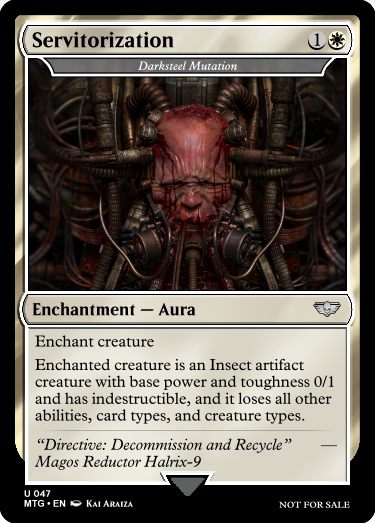 Servitorization 1
Darksteel Mutation
Enchantment — Aura
Enchant creature
Enchanted creature is an Insect artifact
creature with base power and toughness 0/1
and has indestructible, and it loses all other
abilities, card types, and creature types.
“Directive: Decommission and Recycle” —
Magos Reductor Halrix-9
U 047
MTG • EN Kai Araiza
NOT FOR SALE